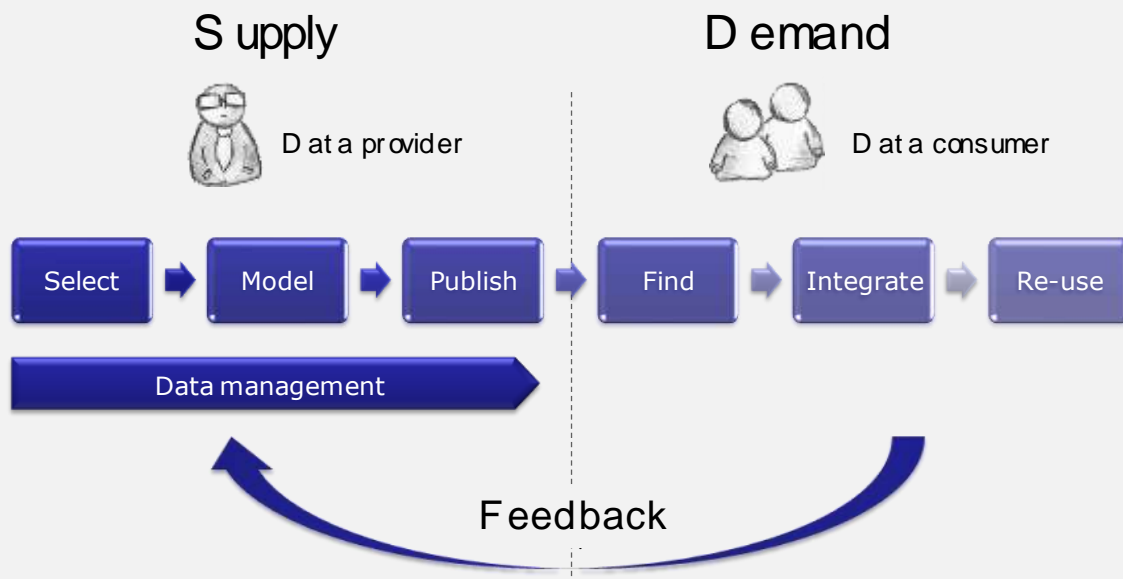 Supply
Demand
Data provider
Data consumer
Select
Model
Publish
Find
Integrate
Re-use
Data management
Feedback